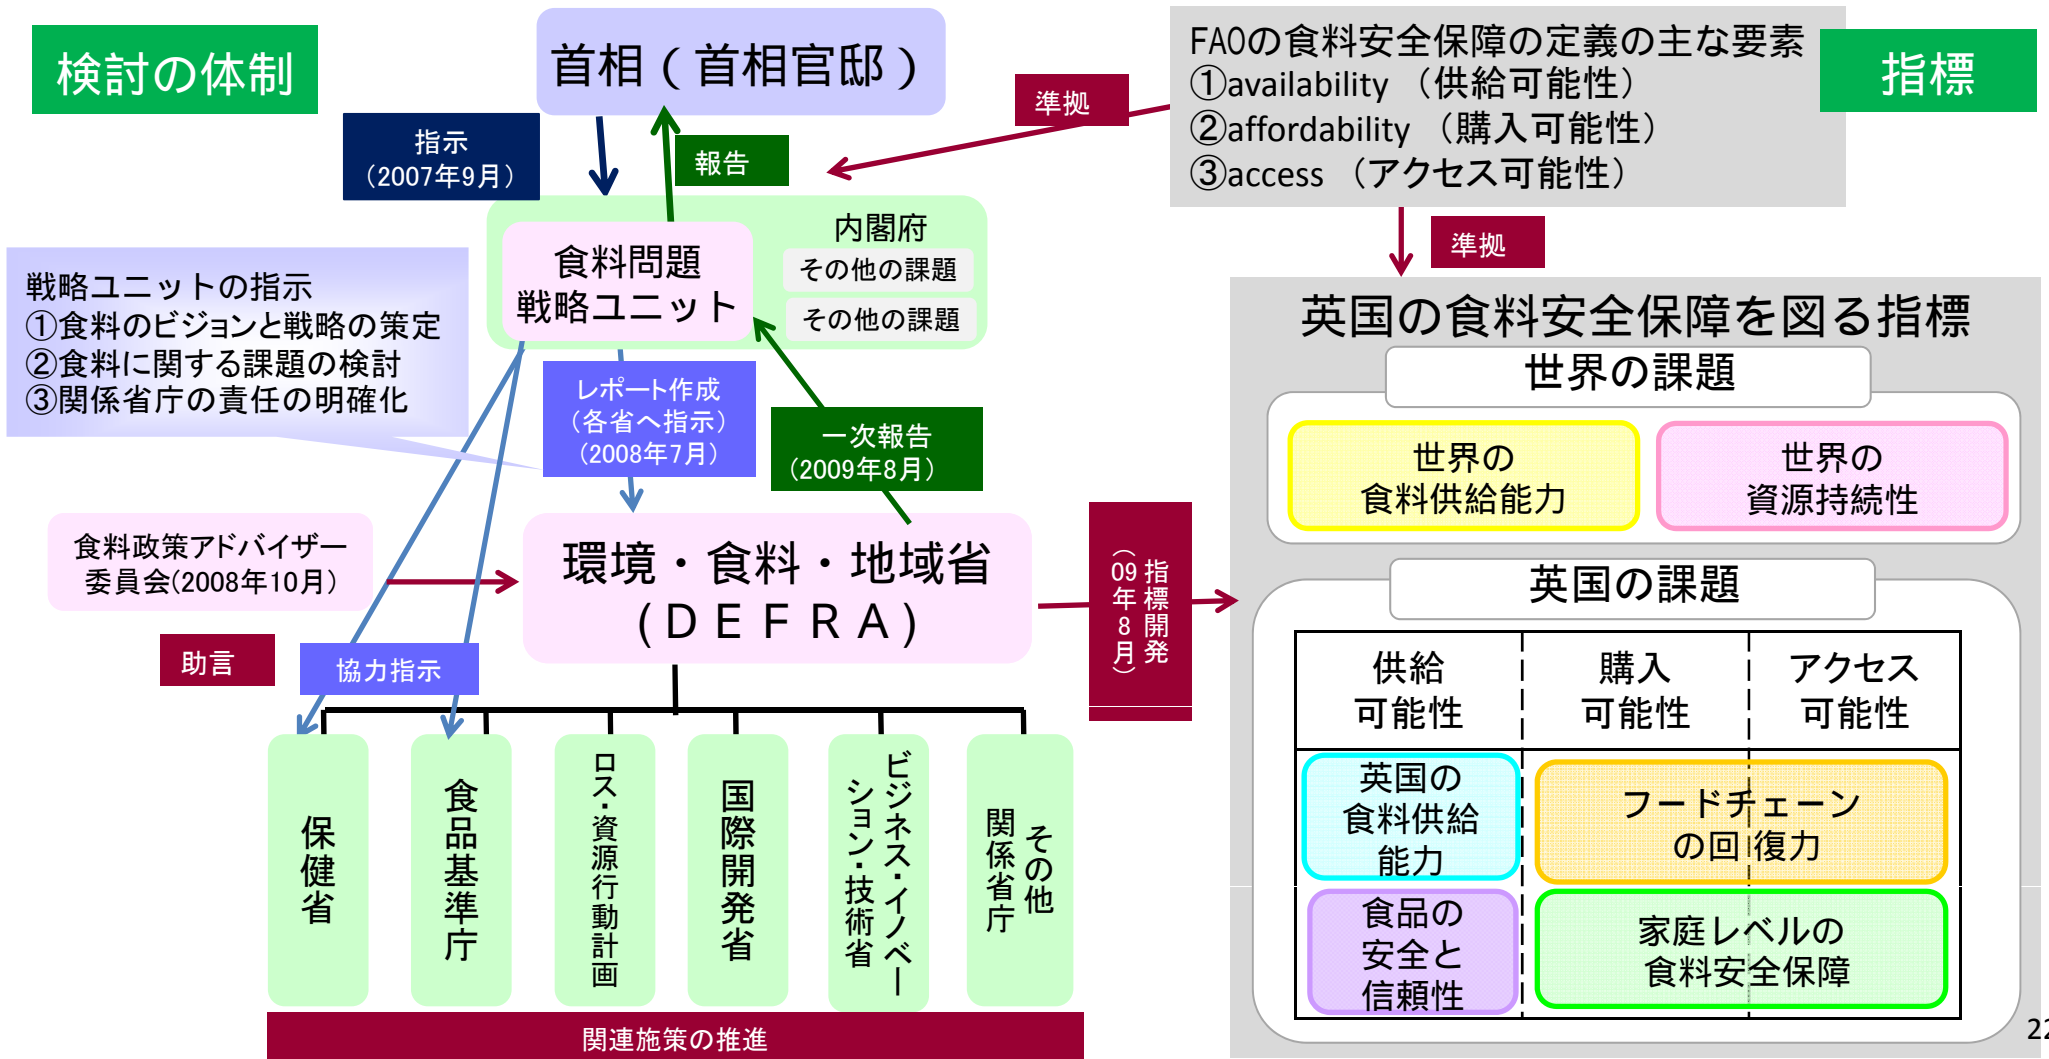 検討の体制
首相（首相官邸）
指示
（2007年9月）
報告
準拠
FAOの食料安全保障の定義の主な要素
①availability （供給可能性）
②affordability （購入可能性）
③access （アクセス可能性）
指標
準拠
内閣府
その他の課題
その他の課題
食料問題
戦略ユニット
戦略ユニットの指示
①食料のビジョンと戦略の策定
②食料に関する課題の検討
③関係省庁の責任の明確化
レポート作成
（各省へ指示）
（2008年7月）
一次報告
（2009年8月）
食料政策アドバイザー
委員会(2008年10月)
助言
協力指示
環境・食料・地域省
(ＤＥＦＲＡ)
指標開発
（09年8月）
保健省
食品基準庁
ロス・資源行動計画
国際開発省
ビジネス・イノベー
ション・技術省
その他
関係省庁
関連施策の推進
英国の食料安全保障を図る指標
世界の課題
世界の
食料供給能力
世界の
資源持続性
英国の課題
供給
可能性
購入
可能性
アクセス
可能性
英国の
食料供給
能力
フードチェーン
の回復力
食品の
安全と
信頼性
家庭レベルの
食料安全保障
22